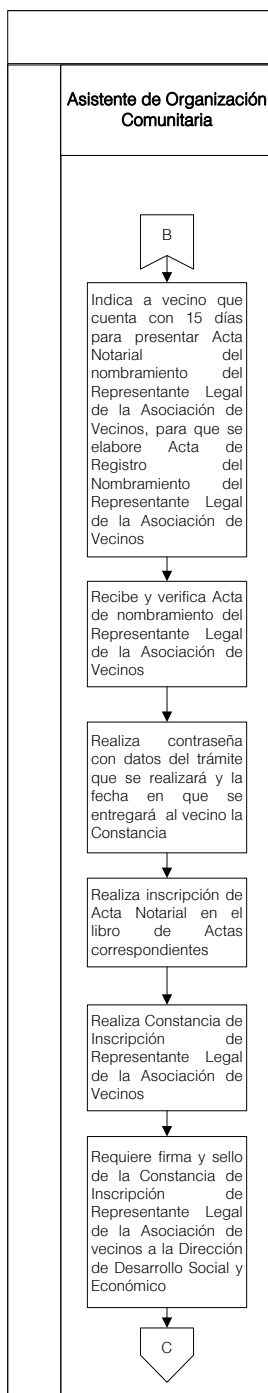 Asistente de Organización
Comunitaria
B
Indica a vecino que
cuenta con 15 días
para presentar Acta
Notarial del
nombramiento del
Representante Legal
de la Asociación de
Vecinos, para que se
elabore Acta de
Registro del
Nombramiento del
Representante Legal
de la Asociación de
Vecinos
Recibe y verifica Acta
de nombramiento del
Representante Legal
de la Asociación de
Vecinos
Realiza contraseña
con datos del trámite
que se realizará y la
fecha en que se
entregará al vecino la
Constancia
Realiza inscripción de
Acta Notarial en el
libro de Actas
correspondientes
Realiza Constancia de
Inscripción de
Representante Legal
de la Asociación de
Vecinos
Requiere firma y sello
de la Constancia de
Inscripción de
Representante Legal
de la Asociación de
vecinos a la Dirección
de Desarrollo Social y
Económico
C